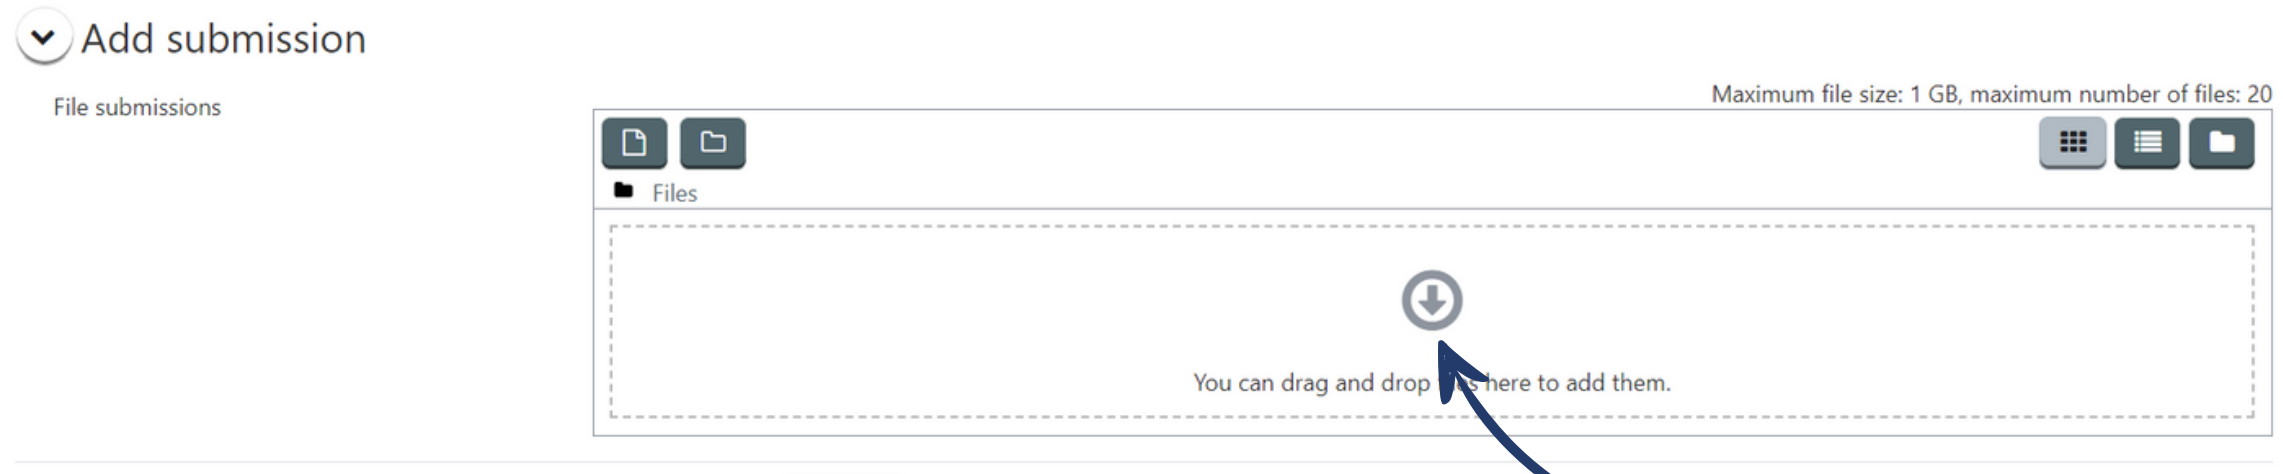 Add submission
File submissions
Maximum file size: 1 GB, maximum number of files: 20
Files
You can drag and drop files here to add them.